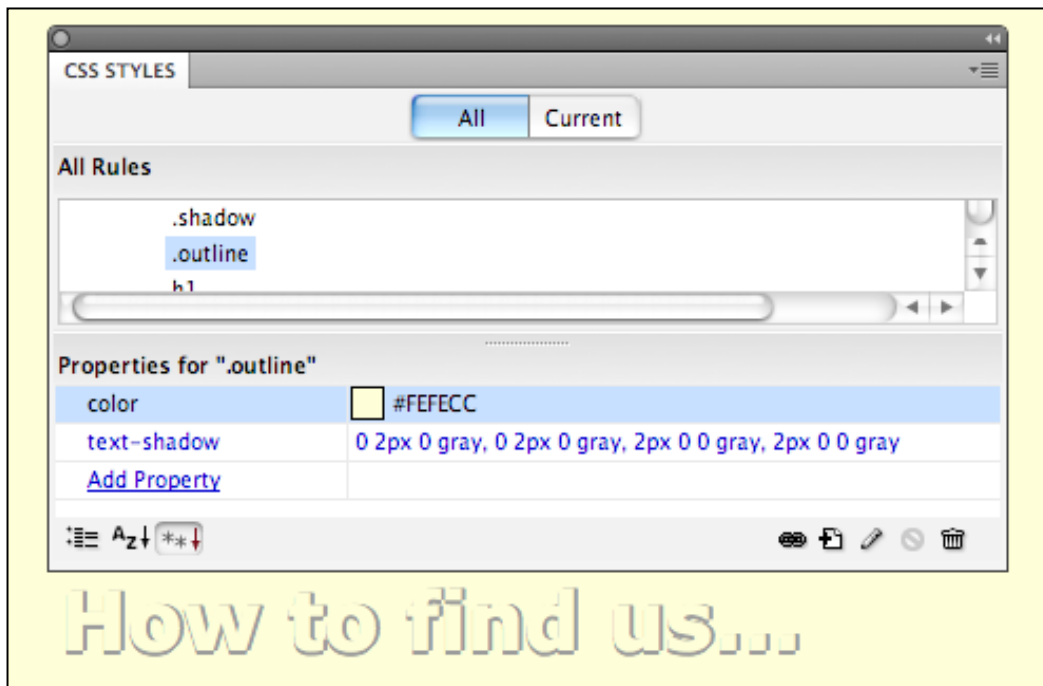 CSS STYLES
All Current
All Rules
.shadow
.outline
h1
Properties for ".outline"
color #FEFECC
text-shadow 0 2px 0 gray, 0 2px 0 gray, 2px 0 0 gray, 2px 0 0 gray
Add Property
How to find us...